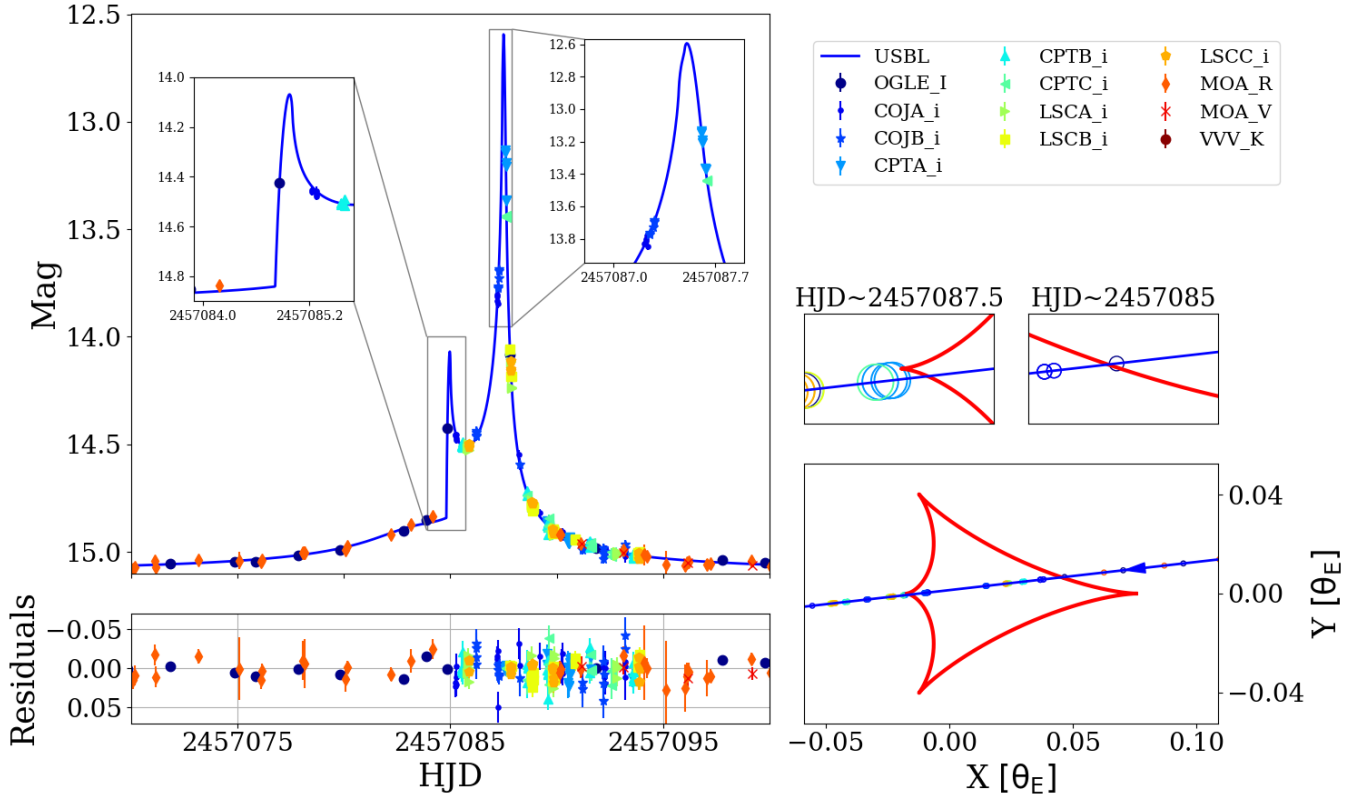 12.5
13.0
13.5
14.0
14.5
15.0
Mag
14.0
14.2
14.4
14.6
14.8
2457084.0
2457085.2
12.6
12.8
13.0
13.2
13.4
13.6
13.8
2457087.0
2457087.7
USBL
OGLE_I
COJA_i
COJB_i
CPTA_i
CPTB_i
CPTC_i
LSCA_i
LSCB_i
LSCC_i
MOA_R
MOA_V
VVV_K
HJD~2457087.5
HJD~2457085
−0.05
0.00
0.05
Residuals
2457075
2457085
2457095
HJD
0.04
0.00
−0.04
Y [θE]
−0.05
0.00
0.05
0.10
X [θE]